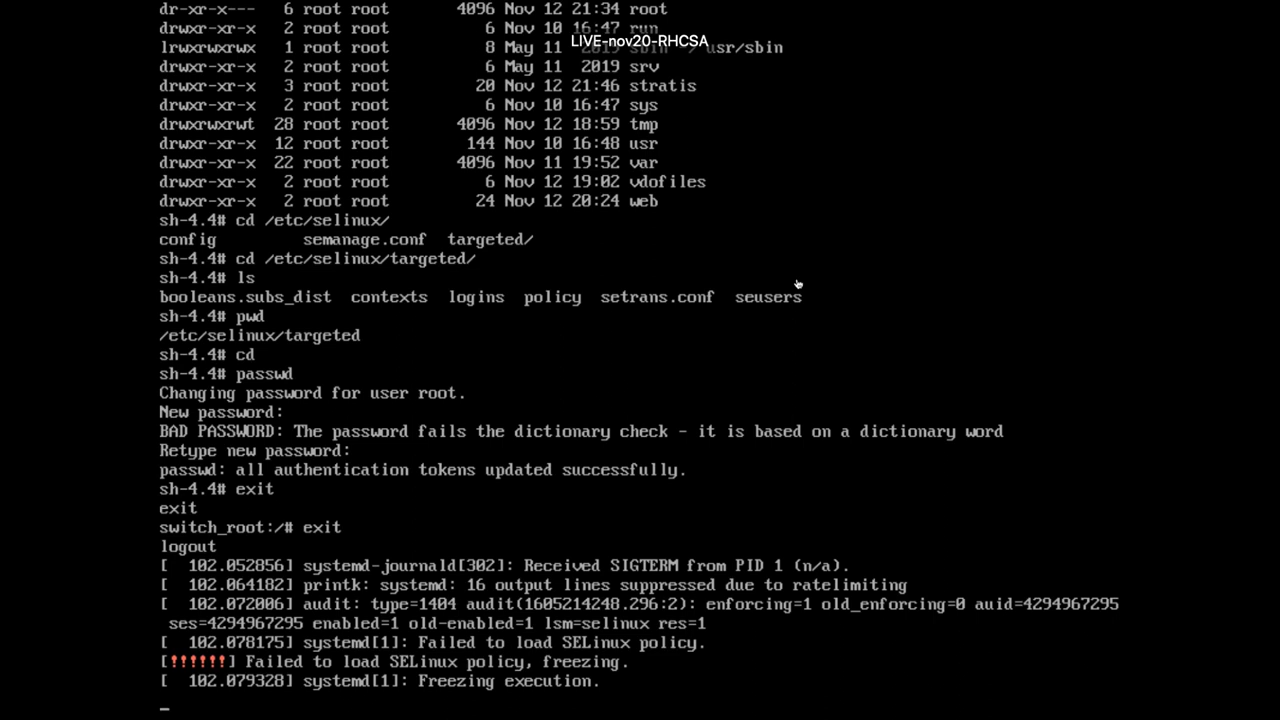 dr-xr-x---   6 root root       4096 Nov 12 21:34 root
drwxr-xr-x   2 root root          6 Nov 10 16:47 run
LIVE-nov20-RHCSA
lrwxrwxrwx   1 root root          8 May 11  2019 sbin -> usr/sbin
drwxr-xr-x   2 root root          6 May 11  2019 srv
drwxr-xr-x   3 root root         20 Nov 12 21:46 stratis
drwxr-xr-x   2 root root          6 Nov 10 16:47 sys
drwxrwxrwt  28 root root       4096 Nov 12 18:59 tmp
drwxr-xr-x  12 root root        144 Nov 10 16:48 usr
drwxr-xr-x  22 root root       4096 Nov 11 19:52 var
drwxr-xr-x   2 root root          6 Nov 12 19:02 vdofiles
drwxr-xr-x   2 root root         24 Nov 12 20:24 web
sh-4.4# cd /etc/selinux/
config         semanage.conf  targeted/
sh-4.4# cd /etc/selinux/targeted/
sh-4.4# ls
booleans.subs_dist  contexts  logins  policy  setrans.conf  seusers
sh-4.4# pwd
/etc/selinux/targeted
sh-4.4# cd
sh-4.4# passwd
Changing password for user root.
New password:
BAD PASSWORD: The password fails the dictionary check - it is based on a dictionary word
Retype new password:
passwd: all authentication tokens updated successfully.
sh-4.4# exit
exit
switch_root:/# exit
logout
[  102.052856] systemd-journald[302]: Received SIGTERM from PID 1 (n/a).
[  102.064182] printk: systemd: 16 output lines suppressed due to ratelimiting
[  102.072006] audit: type=1404 audit(1605214248.296:2): enforcing=1 old_enforcing=0 auid=4294967295
ses=4294967295 enabled=1 old-enabled=1 lsm=selinux res=1
[  102.078175] systemd[1]: Failed to load SELinux policy.
[!!!!!!] Failed to load SELinux policy, freezing.
[  102.079328] systemd[1]: Freezing execution.
_